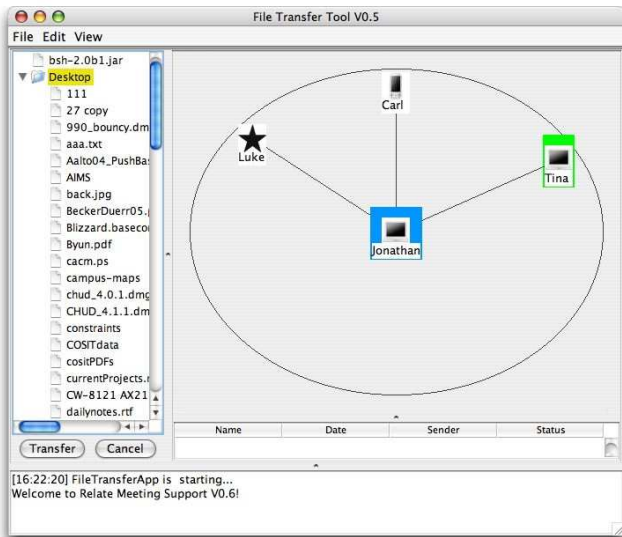 File Transfer Tool V0.5
File Edit View
bsh-2.0b1.jar
Desktop
111
27 copy
990_bouncy.dm
aaa.txt
Aalto04_PushBa
AIMS
back.jpg
BeckerDuerr05.
Blizzard.baseco
Byun.pdf
cacm.ps
campus-maps
chud_4.0.1.dmg
CHUD_4.1.1.dm
constraints
COSITdata
cositPDFs
currentProjects.
CW-8121 AX21
dailynotes.rtf
Transfer Cancel
Carl
Luke
Tina
Jonathan
Name Date Sender Status
[16:22:20] FileTransferApp is starting...
Welcome to Relate Meeting Support V0.6!